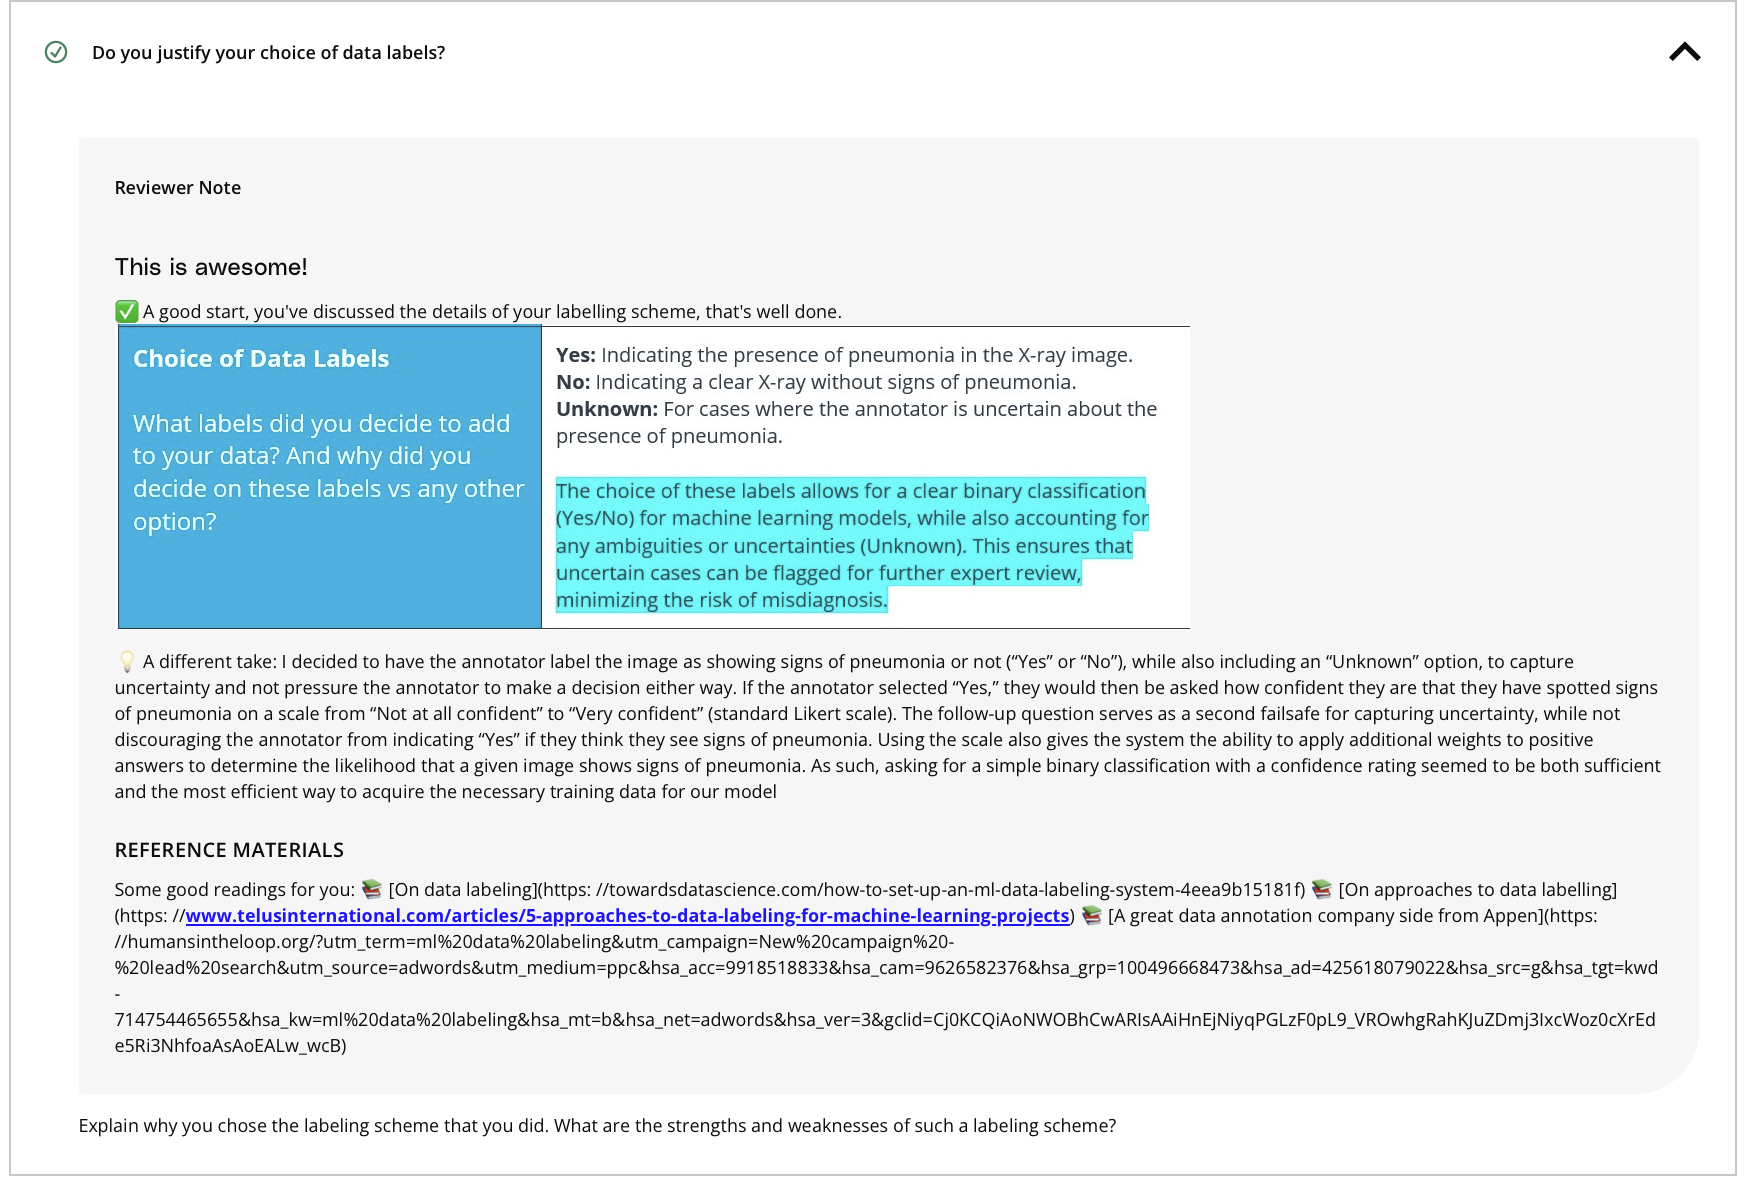 Do you justify your choice of data labels?
Reviewer Note
This is awesome!
✅ A good start, you've discussed the details of your labelling scheme, that's well done.
Choice of Data Labels
What labels did you decide to add
to your data? And why did you
decide on these labels vs any other
option?
Yes: Indicating the presence of pneumonia in the X-ray image.
No: Indicating a clear X-ray without signs of pneumonia.
Unknown: For cases where the annotator is uncertain about the
presence of pneumonia.
The choice of these labels allows for a clear binary classification
(Yes/No) for machine learning models, while also accounting for
any ambiguities or uncertainties (Unknown). This ensures that
uncertain cases can be flagged for further expert review,
minimizing the risk of misdiagnosis.
💡 A different take: I decided to have the annotator label the image as showing signs of pneumonia or not (“Yes” or “No”), while also including an “Unknown” option, to capture
uncertainty and not pressure the annotator to make a decision either way. If the annotator selected “Yes,” they would then be asked how confident they are that they have spotted signs
of pneumonia on a scale from “Not at all confident” to “Very confident” (standard Likert scale). The follow-up question serves as a second failsafe for capturing uncertainty, while not
discouraging the annotator from indicating “Yes” if they think they see signs of pneumonia. Using the scale also gives the system the ability to apply additional weights to positive
answers to determine the likelihood that a given image shows signs of pneumonia. As such, asking for a simple binary classification with a confidence rating seemed to be both sufficient
and the most efficient way to acquire the necessary training data for our model
REFERENCE MATERIALS
Some good readings for you: 📚 [On data labeling](https: //towardsdatascience.com/how-to-set-up-an-ml-data-labeling-system-4eea9b15181f) 📚 [On approaches to data labelling]
(https: //www.telusinternational.com/articles/5-approaches-to-data-labeling-for-machine-learning-projects) 📚 [A great data annotation company side from Appen](https:
//humansintheloop.org/?utm_term=ml%20data%20labeling&utm_campaign=New%20campaign%20-
%20lead%20search&utm_source=adwords&utm_medium=ppc&hsa_acc=9918518833&hsa_cam=9626582376&hsa_grp=100496668473&hsa_ad=425618079022&hsa_src=g&hsa_tgt=kwd
-
714754465655&hsa_kw=ml%20data%20labeling&hsa_mt=b&hsa_net=adwords&hsa_ver=3&gclid=Cj0KCQiAoNWOBhCwARIsAAiHnEjNiyqPGLzF0pL9_VROwhgRahKJuZDmj3IxcWoz0cXrEd
e5Ri3NhfoaAsAoEALw_wcB)
Explain why you chose the labeling scheme that you did. What are the strengths and weaknesses of such a labeling scheme?